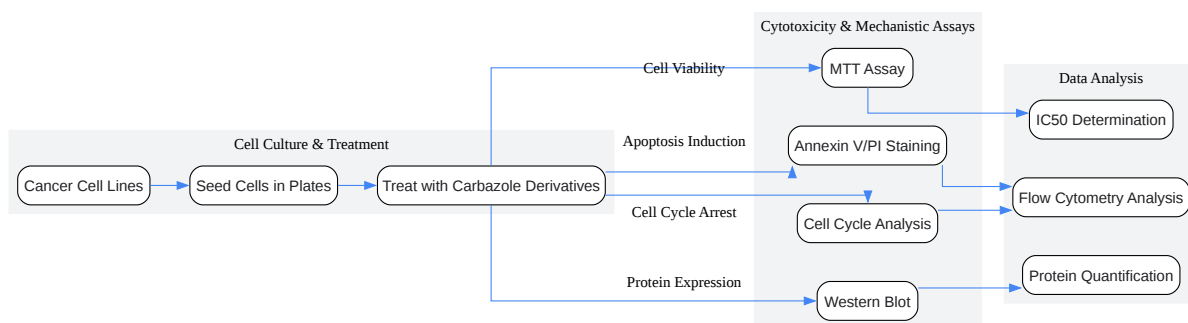 Cell Culture & Treatment
Cancer Cell Lines
Seed Cells in Plates
Treat with Carbazole Derivatives
Cell Viability
Apoptosis Induction
Cell Cycle Arrest
Protein Expression
Cytotoxicity & Mechanistic Assays
MTT Assay
Annexin V/PI Staining
Cell Cycle Analysis
Western Blot
Data Analysis
IC50 Determination
Flow Cytometry Analysis
Protein Quantification